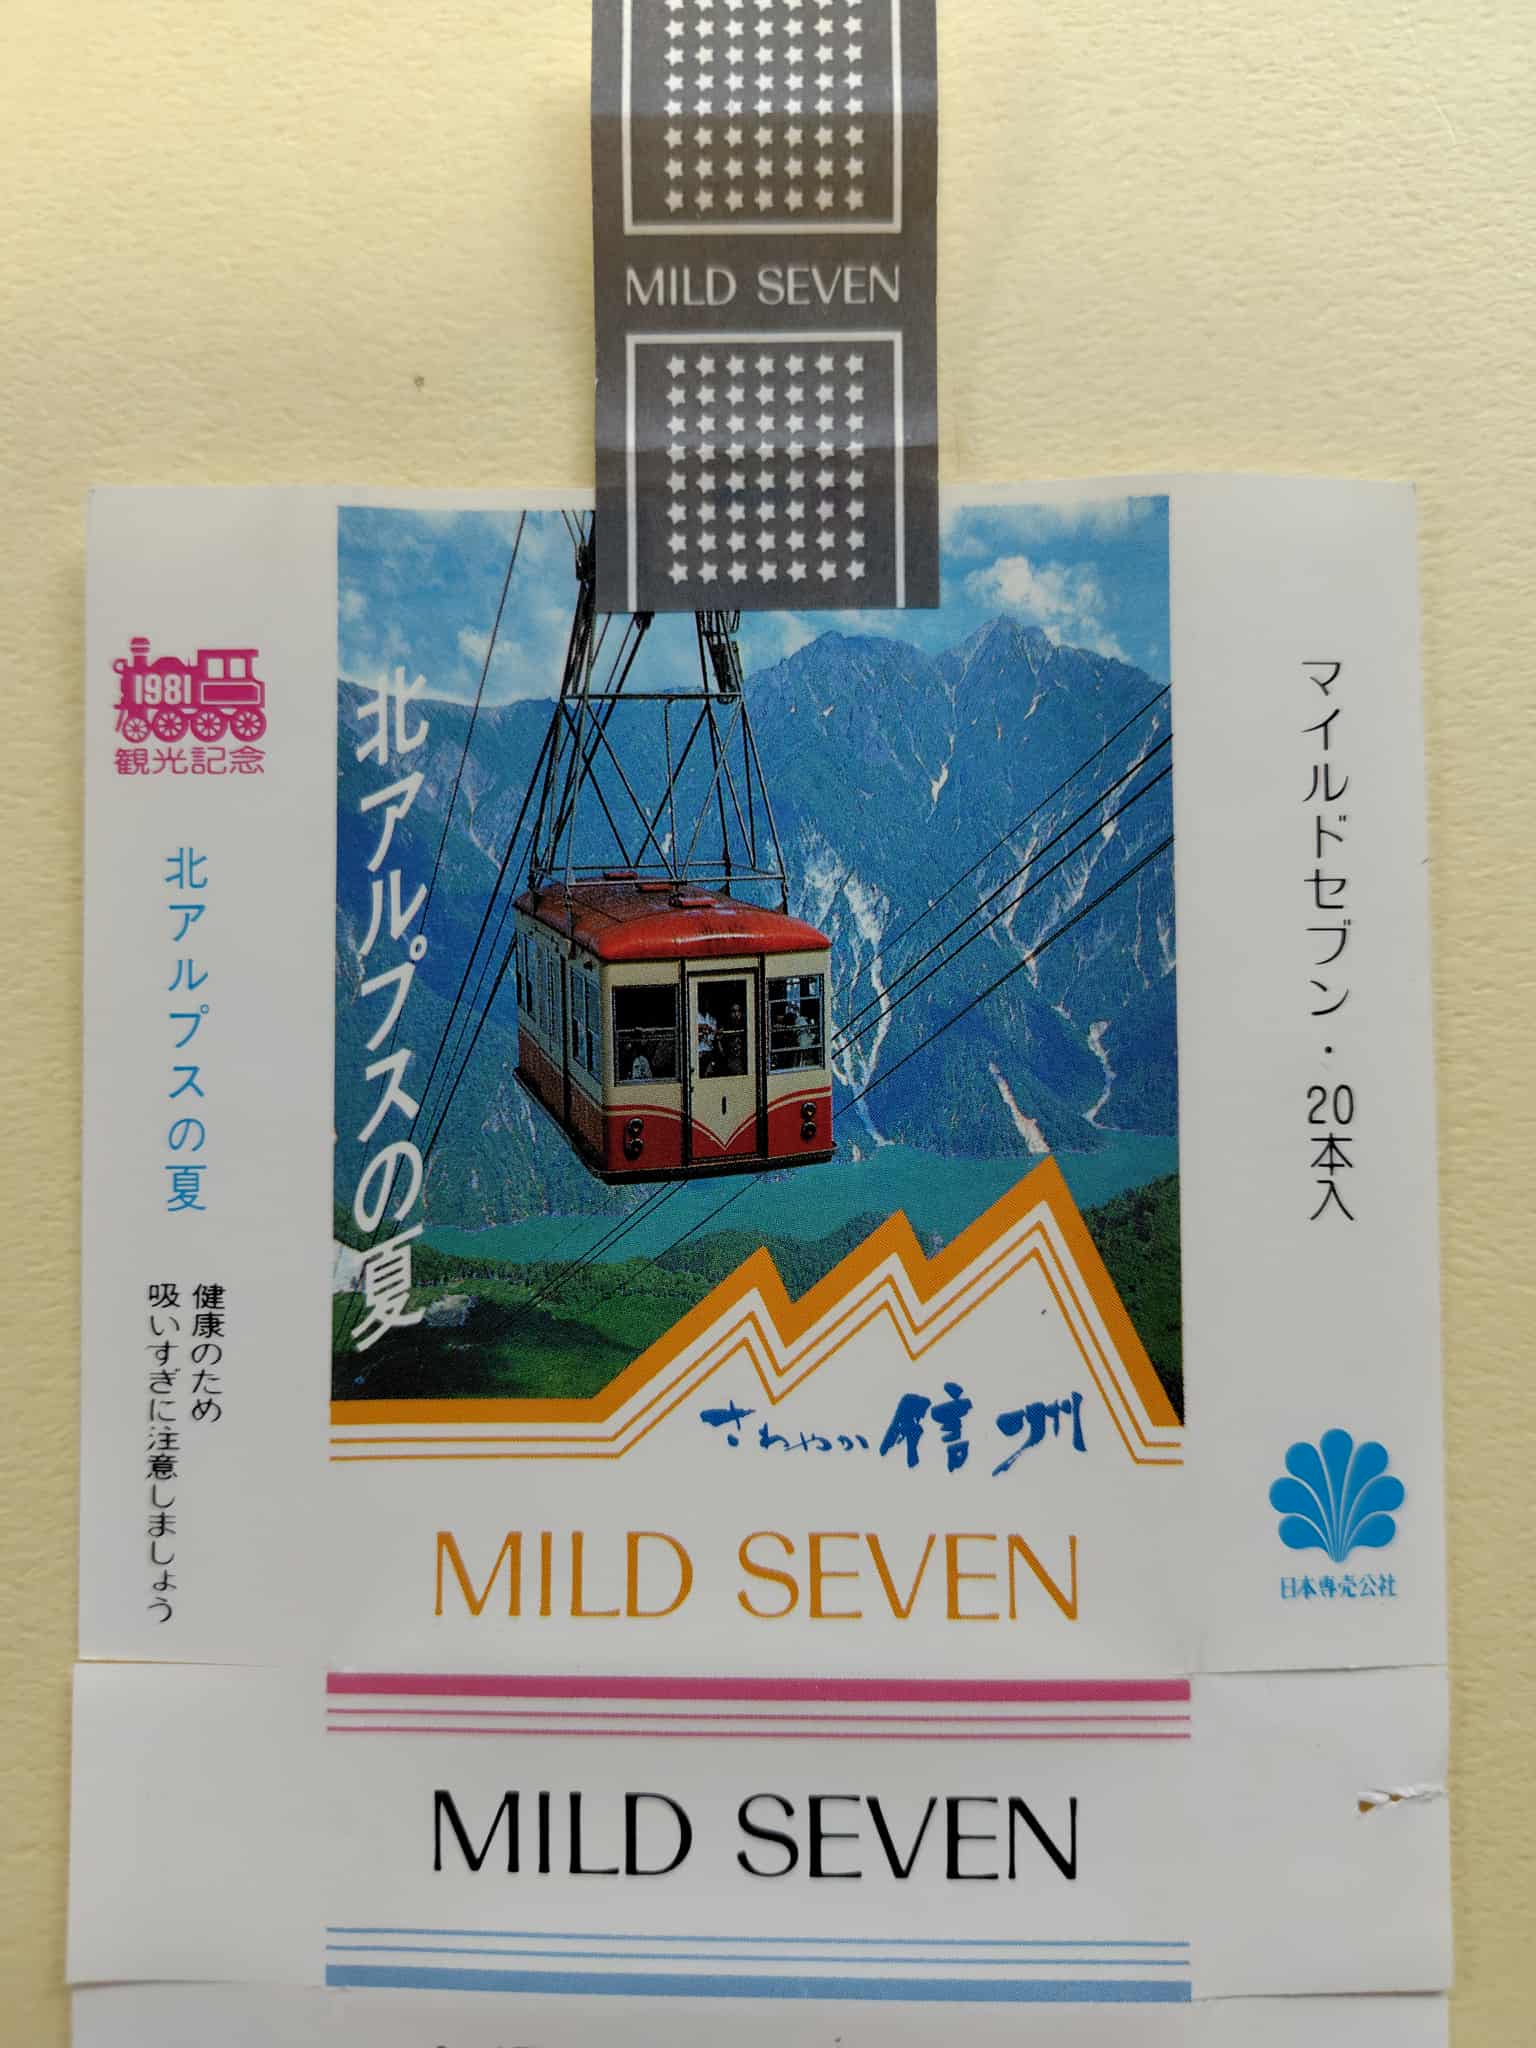 MILD SEVEN
1981
観光記念
北アルプスの夏
健康のため
吸いすぎに注意しましょう
北アルプスの夏
さわやか信州
MILD SEVEN
マイルドセブン・20本入
日本専売公社
MILD SEVEN